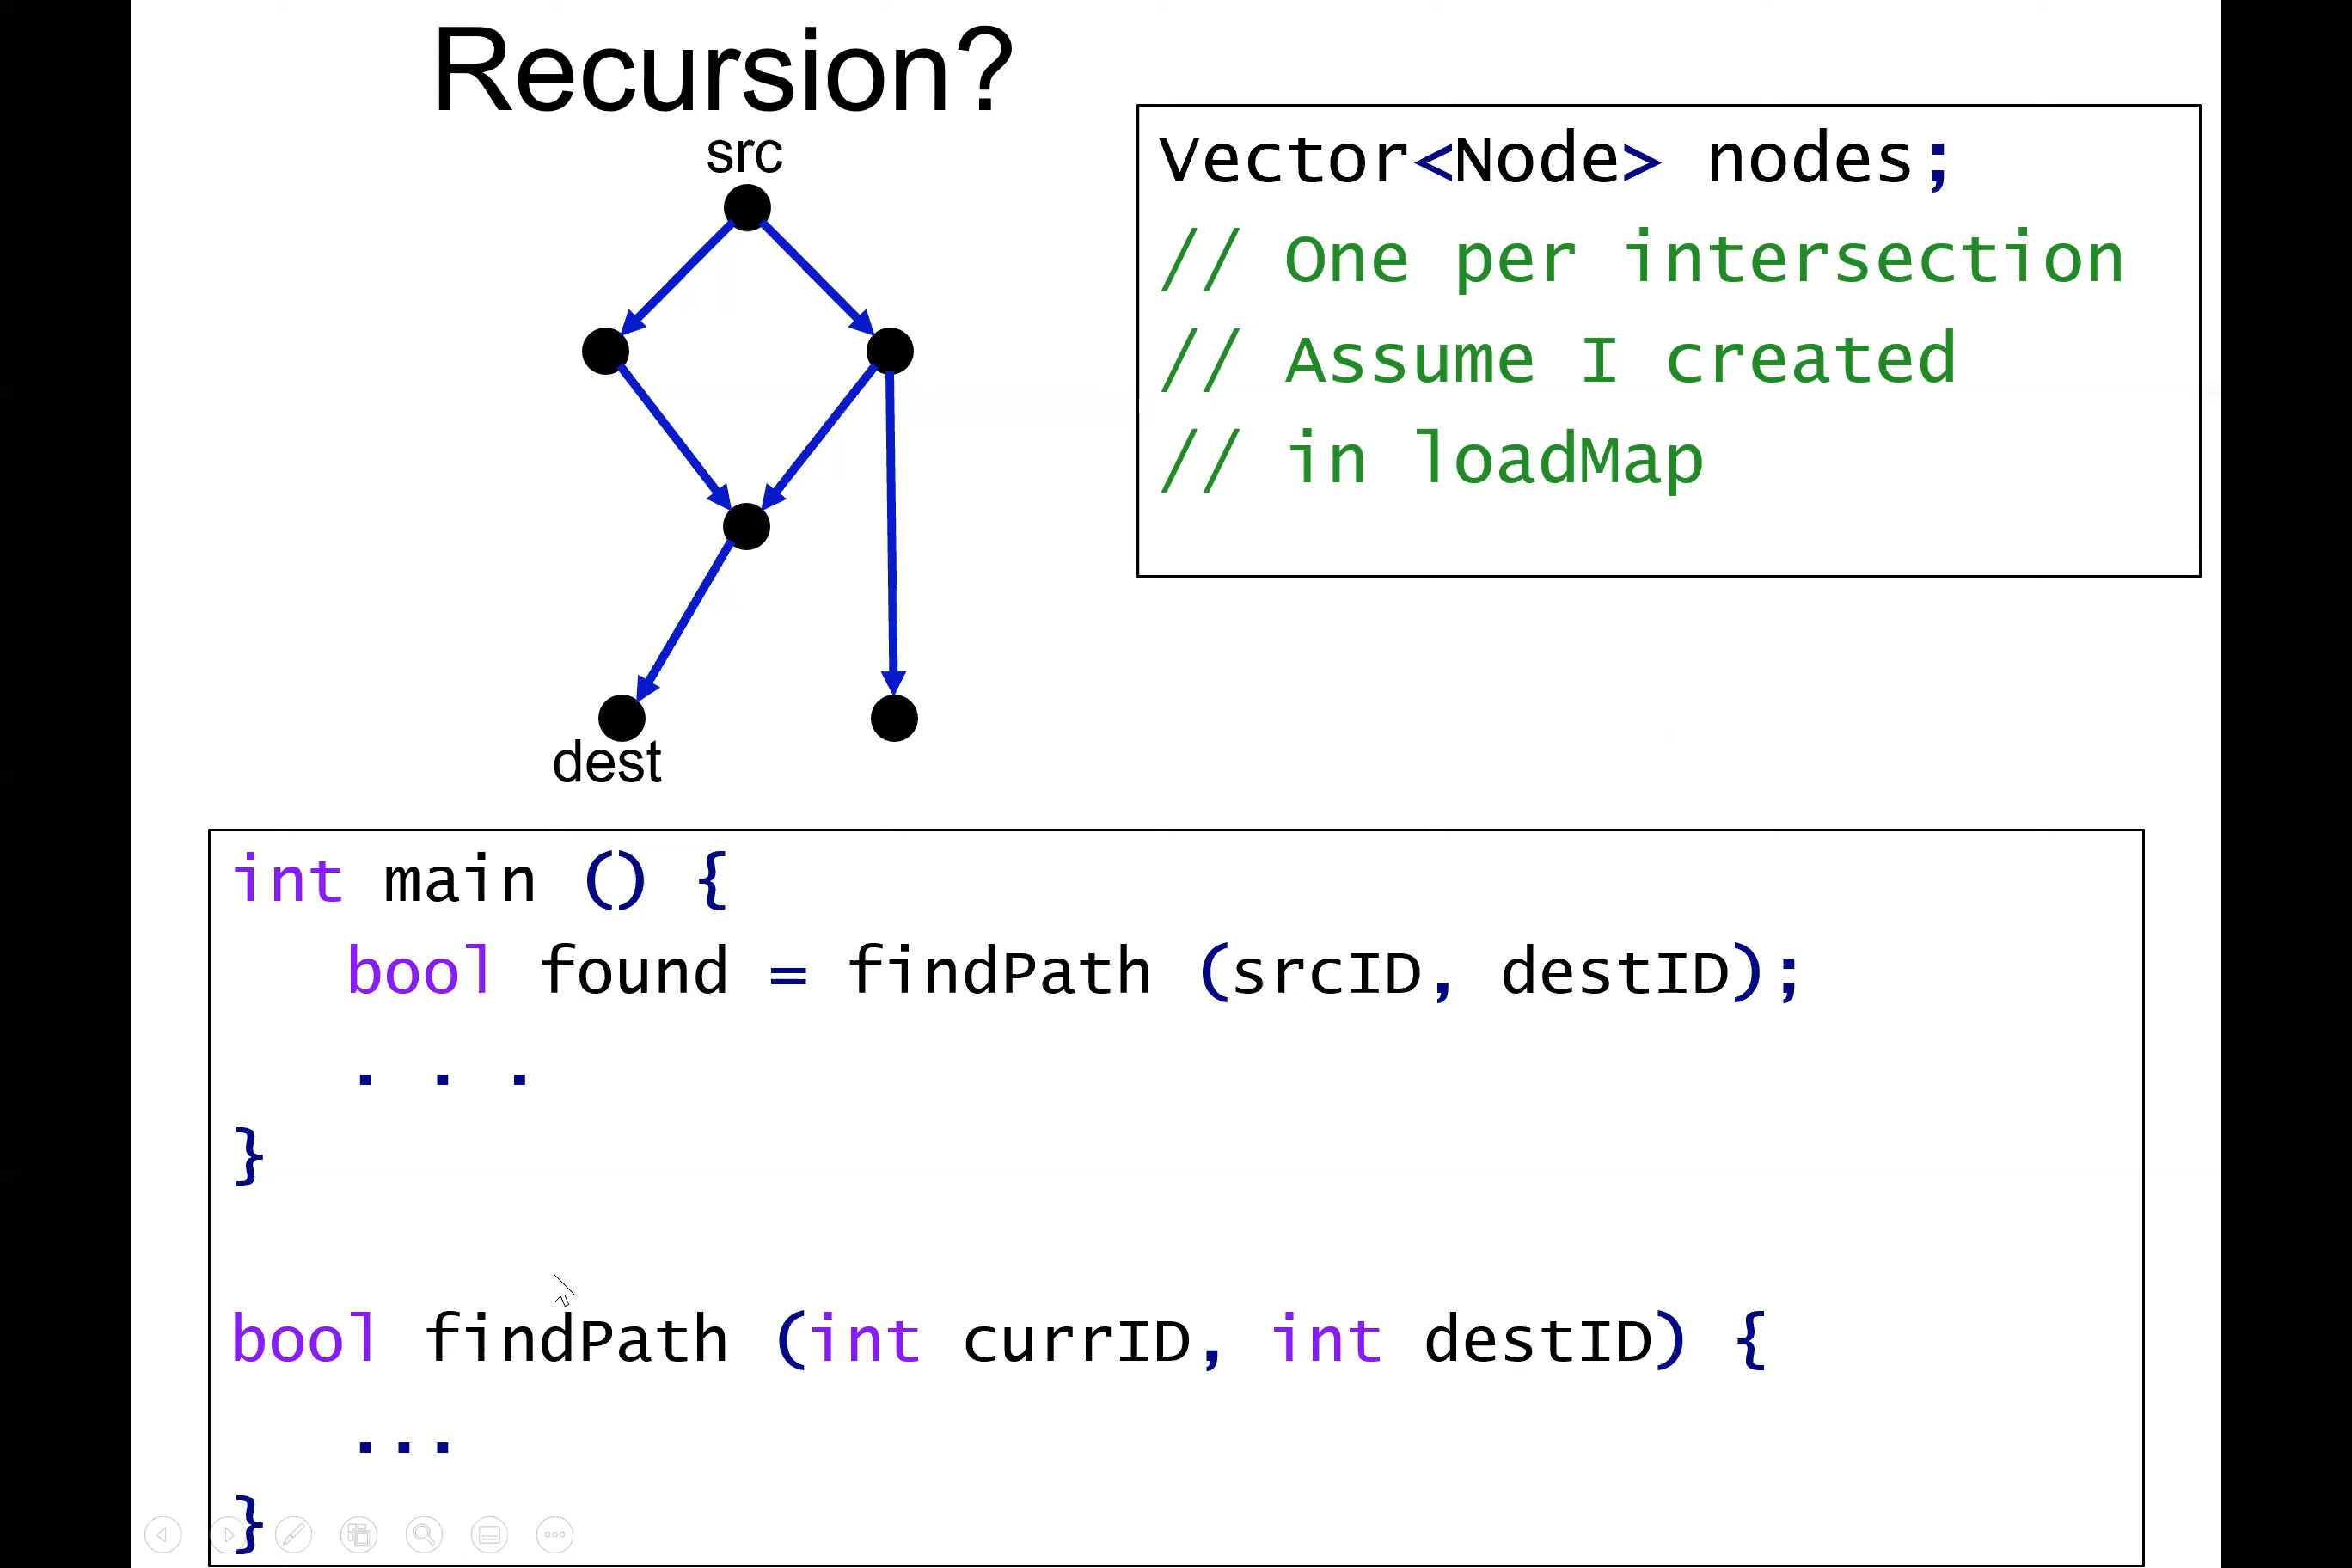 Recursion?
src
dest
Vector<Node> nodes;
// One per intersection
// Assume I created
// in loadMap
int main () {
bool found = findPath (srcID, destID);
. . .
}
bool findPath (int currID, int destID) {
...
}